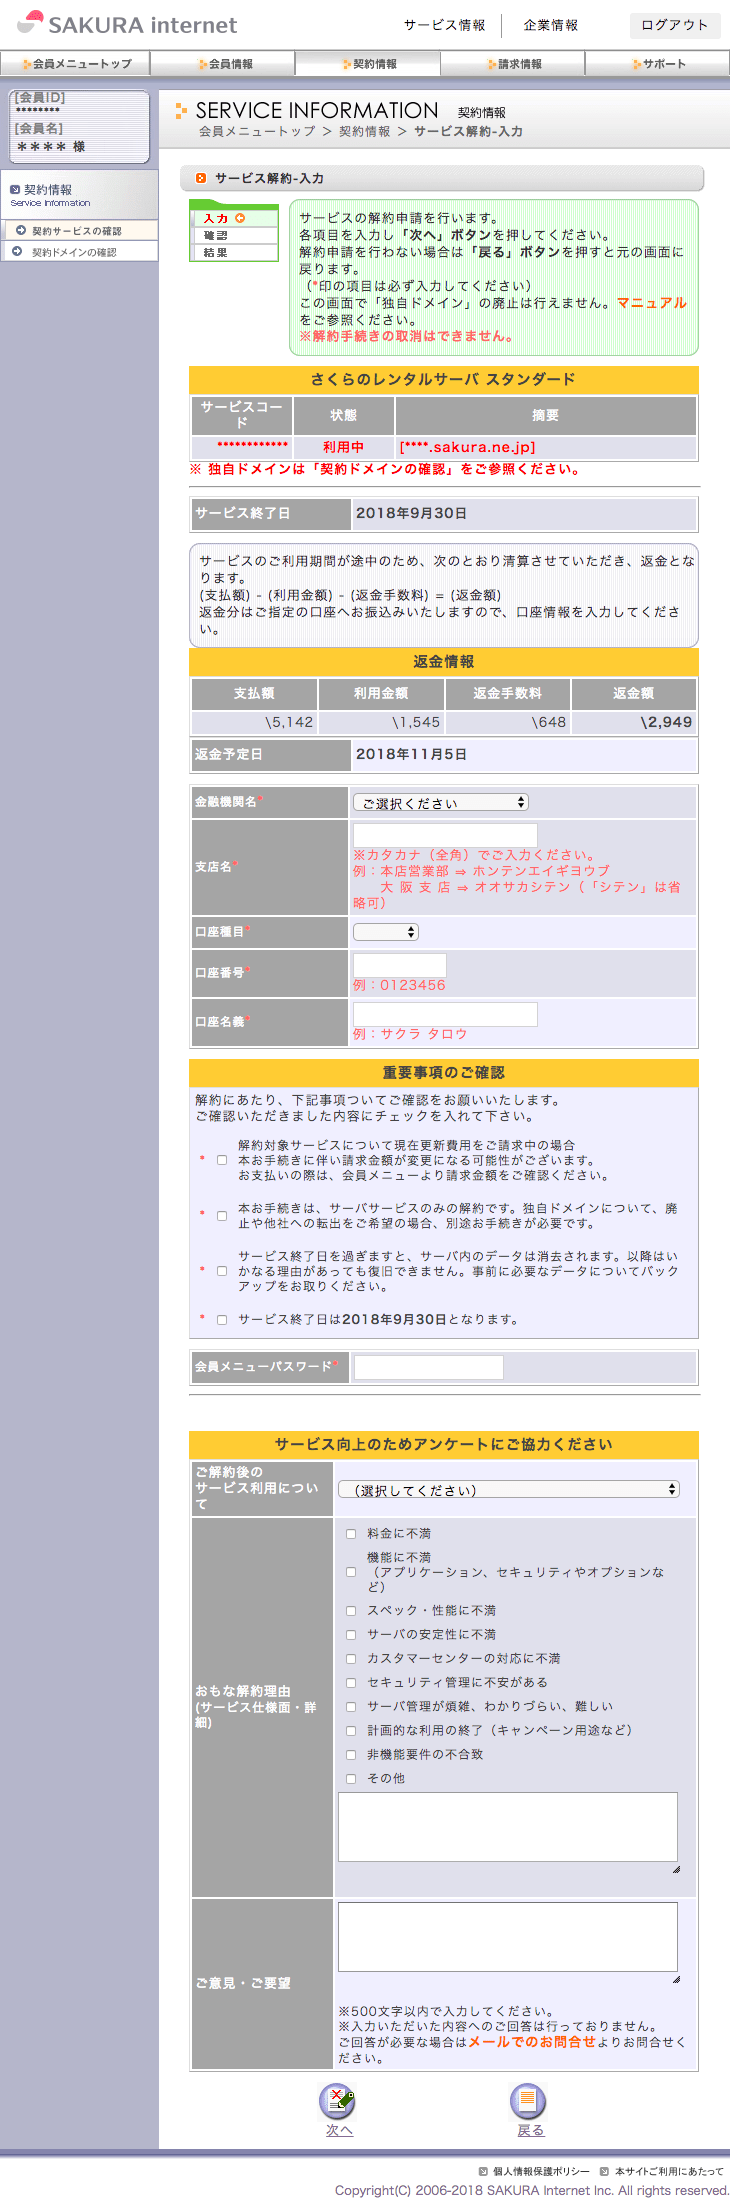 SAKURA internet
サービス情報 企業情報 ログアウト
会員メニュートップ 会員情報 契約情報 請求情報 サポート
[会員ID]
********
[会員名]
＊＊＊＊ 様
契約情報
Service Information
契約サービスの確認
契約ドメインの確認
SERVICE INFORMATION 契約情報
会員メニュートップ ＞ 契約情報 ＞ サービス解約-入力
サービス解約-入力
入力
確認
結果
サービスの解約申請を行います。
各項目を入力し「次へ」ボタンを押してください。
解約申請を行わない場合は「戻る」ボタンを押すと元の画面に
戻ります。
（*印の項目は必ず入力してください）
この画面で「独自ドメイン」の廃止は行えません。マニュアル
をご参照ください。
※解約手続きの取消はできません。
さくらのレンタルサーバ スタンダード
サービスコー
ド
状態
摘要
************ 利用中 [****.sakura.ne.jp]
※ 独自ドメインは「契約ドメインの確認」をご参照ください。
サービス終了日 2018年9月30日
サービスのご利用期間が途中のため、次のとおり清算させていただき、返金とな
ります。
(支払額) - (利用金額) - (返金手数料) = (返金額)
返金分はご指定の口座へお振込みいたしますので、口座情報を入力してくださ
い。
返金情報
支払額 利用金額 返金手数料 返金額
\5,142 \1,545 \648 \2,949
返金予定日 2018年11月5日
金融機関名* ご選択ください
支店名*
※カタカナ（全角）でご入力ください。
例：本店営業部 ⇒ ホンテンエイギヨウブ
大 阪 支 店 ⇒ オオサカシテン（「シテン」は省
略可）
口座種目*
口座番号*
例：0123456
口座名義*
例：サクラ タロウ
重要事項のご確認
解約にあたり、下記事項ついてご確認をお願いいたします。
ご確認いただきました内容にチェックを入れて下さい。
* 解約対象サービスについて現在更新費用をご請求中の場合
本お手続きに伴い請求金額が変更になる可能性がございます。
お支払いの際は、会員メニューより請求金額をご確認ください。
* 本お手続きは、サーバサービスのみの解約です。独自ドメインについて、廃
止や他社への転出をご希望の場合、別途お手続きが必要です。
* サービス終了日を過ぎますと、サーバ内のデータは消去されます。以降はい
かなる理由があっても復旧できません。事前に必要なデータについてバック
アップをお取りください。
* サービス終了日は2018年9月30日となります。
会員メニューパスワード*
サービス向上のためアンケートにご協力ください
ご解約後の
サービス利用につい
て
（選択してください）
おもな解約理由
(サービス仕様面・詳
細)
料金に不満
機能に不満
（アプリケーション、セキュリティやオプションな
ど）
スペック・性能に不満
サーバの安定性に不満
カスタマーセンターの対応に不満
セキュリティ管理に不安がある
サーバ管理が煩雑、わかりづらい、難しい
計画的な利用の終了（キャンペーン用途など）
非機能要件の不合致
その他
ご意見・ご要望
※500文字以内で入力してください。
※入力いただいた内容へのご回答は行っておりません。
ご回答が必要な場合はメールでのお問合せよりお問合せく
ださい。
次へ 戻る
個人情報保護ポリシー 本サイトご利用にあたって
Copyright(C) 2006-2018 SAKURA Internet Inc. All rights reserved.